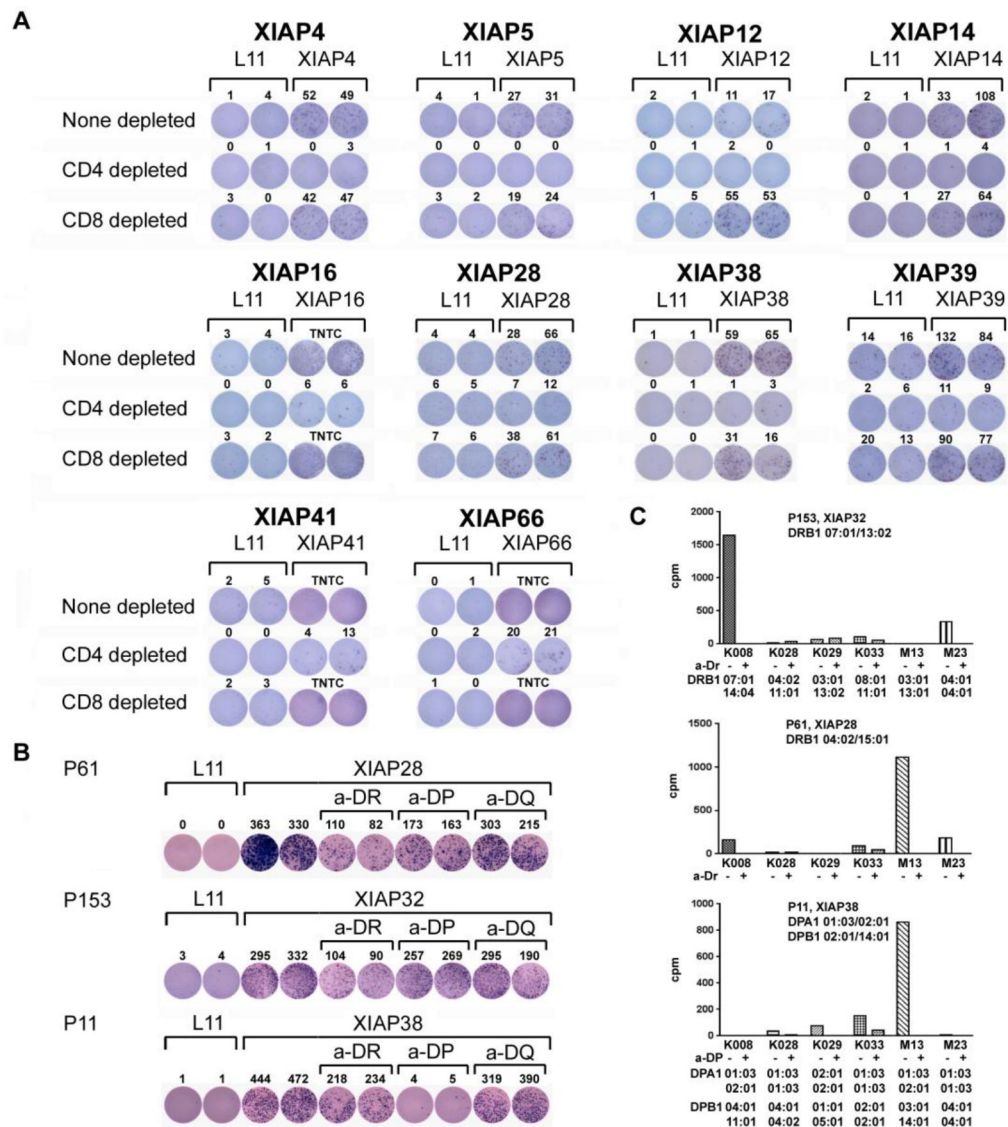 A
XIAP4 XIAP5 XIAP12 XIAP14
L11 XIAP4 L11 XIAP5 L11 XIAP12 L11 XIAP14
1 4 52 49 4 1 27 31 2 1 11 17 2 1 33 108
None depleted
0 1 0 3 0 0 0 0 0 1 2 0 0 1 1 4
CD4 depleted
3 0 42 47 3 2 19 24 1 5 55 53 0 1 27 64
CD8 depleted
XIAP16 XIAP28 XIAP38 XIAP39
L11 XIAP16 L11 XIAP28 L11 XIAP38 L11 XIAP39
3 4 TNTC 4 4 28 66 1 1 59 65 14 16 132 84
None depleted
0 0 6 6 6 5 7 12 0 1 1 3 2 6 11 9
CD4 depleted
3 2 TNTC 7 6 38 61 0 0 31 16 20 13 90 77
CD8 depleted
XIAP41 XIAP66
L11 XIAP41 L11 XIAP66
2 5 TNTC 0 1 TNTC
None depleted
0 0 4 13 0 2 20 21
CD4 depleted
2 3 TNTC 1 0 TNTC
CD8 depleted
B
P61 L11 XIAP28
a-DR a-DP a-DQ
0 0 363 330 110 82 173 163 303 215
P153 L11 XIAP32
a-DR a-DP a-DQ
3 4 295 332 104 90 257 269 295 190
P11 L11 XIAP38
a-DR a-DP a-DQ
1 1 444 472 218 234 4 5 319 390
C
P153, XIAP32
DRB1 07:01/13:02
2000
1500
1000
500
0
cpm
K008 K028 K029 K033 M13 M23
a-Dr - + - + - + - + - + - +
DRB1 07:01 04:02 03:01 08:01 03:01 04:01
14:04 11:01 13:02 11:01 13:01 04:01
P61, XIAP28
DRB1 04:02/15:01
1500
1000
500
0
cpm
K008 K028 K029 K033 M13 M23
a-Dr - + - + - + - + - + - +
P11, XIAP38
DPA1 01:03/02:01
DPB1 02:01/14:01
1000
800
600
400
200
0
cpm
K008 K028 K029 K033 M13 M23
a-DP - + - + - + - + - + - +
DPA1 01:03 01:03 02:01 01:03 01:03 01:03
02:01 01:03 02:01 01:03 02:01 01:03
DPB1 04:01 04:01 01:01 02:01 03:01 04:01
11:01 04:02 05:01 02:01 14:01 04:01